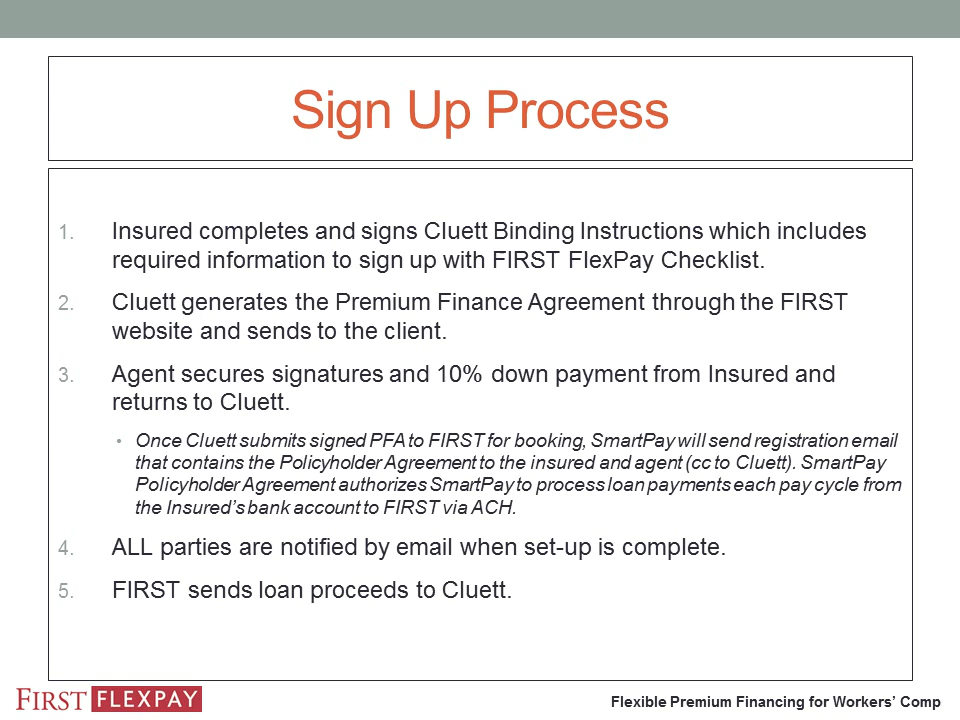 Sign Up Process
1. Insured completes and signs Cluett Binding Instructions which includes
required information to sign up with FIRST FlexPay Checklist.
2. Cluett generates the Premium Finance Agreement through the FIRST
website and sends to the client.
3. Agent secures signatures and 10% down payment from Insured and
returns to Cluett.
• Once Cluett submits signed PFA to FIRST for booking, SmartPay will send registration email
that contains the Policyholder Agreement to the insured and agent (cc to Cluett). SmartPay
Policyholder Agreement authorizes SmartPay to process loan payments each pay cycle from
the Insured's bank account to FIRST via ACH.
4. ALL parties are notified by email when set-up is complete.
5. FIRST sends loan proceeds to Cluett.
FIRST FLEXPAY
Flexible Premium Financing for Workers' Comp